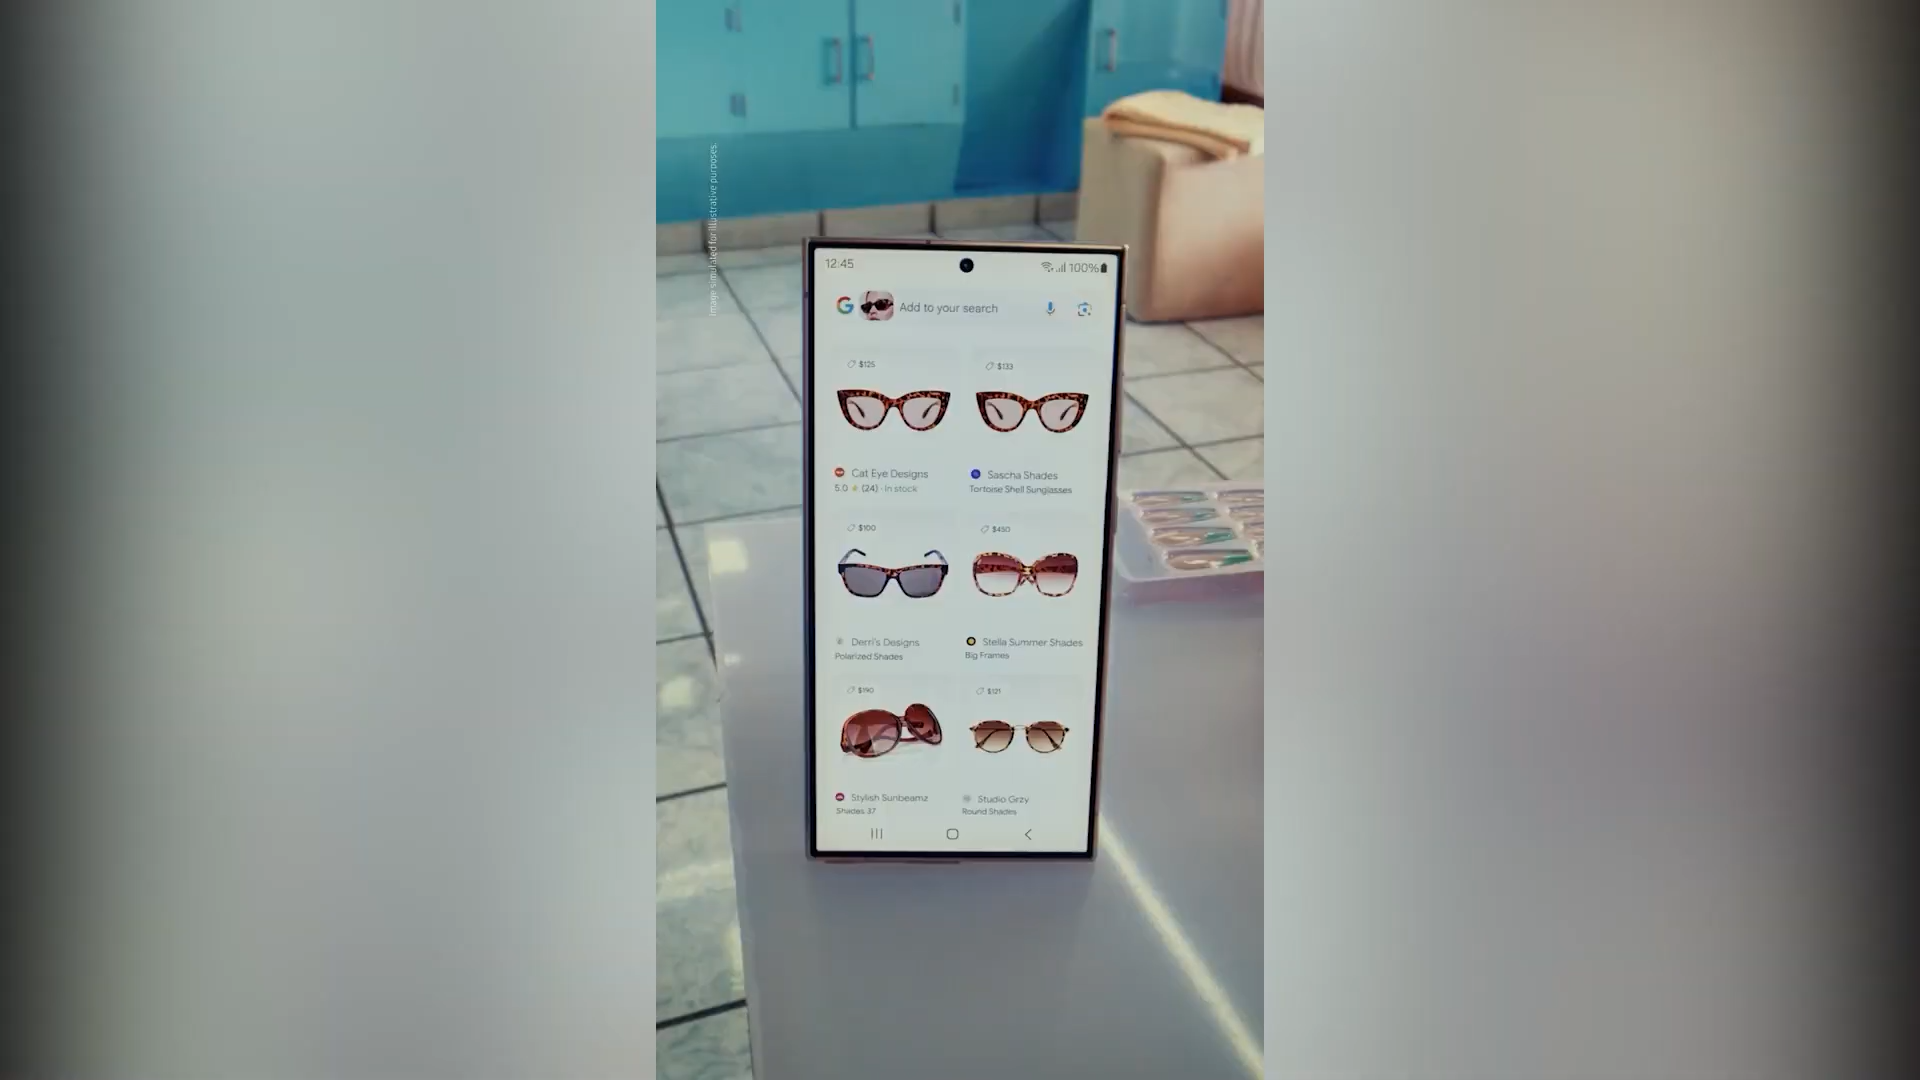 Image simulated for illustrative purposes.
12:45
100%
G
Add to your search
$125
$133
Cat Eye Designs
Sascha Shades
5.0 ★ (24) · In stock
Tortoise Shell Sunglasses
$100
$450
Derri's Designs
Stella Summer Shades
Polarized Shades
Big Frames
$190
$121
Stylish Sunbeamz
Studio Grzy
Shades 37
Round Shades